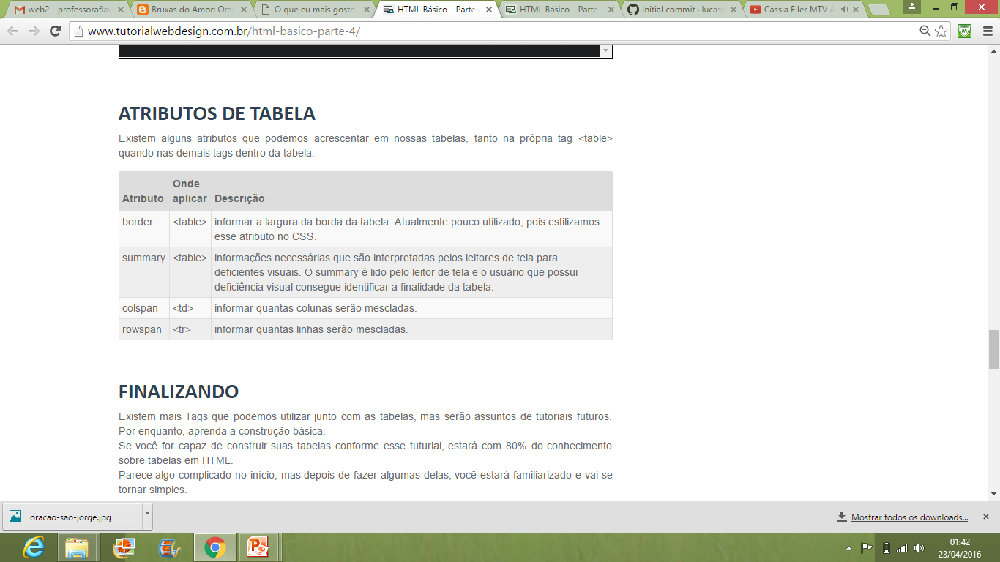 web2 - professorafla
Bruxas do Amor: Ora
O que eu mais gosto
HTML Básico - Parte
HTML Básico - Parte
Initial commit · lucas
Cassia Eller MTV A
www.tutorialwebdesign.com.br/html-basico-parte-4/
ATRIBUTOS DE TABELA
Existem alguns atributos que podemos acrescentar em nossas tabelas, tanto na própria tag <table>
quando nas demais tags dentro da tabela.
Atributo Onde aplicar Descrição
border <table> informar a largura da borda da tabela. Atualmente pouco utilizado, pois estilizamos
esse atributo no CSS.
summary <table> informações necessárias que são interpretadas pelos leitores de tela para
deficientes visuais. O summary é lido pelo leitor de tela e o usuário que possui
deficiência visual consegue identificar a finalidade da tabela.
colspan <td> informar quantas colunas serão mescladas.
rowspan <tr> informar quantas linhas serão mescladas.
FINALIZANDO
Existem mais Tags que podemos utilizar junto com as tabelas, mas serão assuntos de tutoriais futuros.
Por enquanto, aprenda a construção básica.
Se você for capaz de construir suas tabelas conforme esse tuturial, estará com 80% do conhecimento
sobre tabelas em HTML.
Parece algo complicado no início, mas depois de fazer algumas delas, você estará familiarizado e vai se
tornar simples.
oracao-sao-jorge.jpg
Mostrar todos os downloads...
01:42
23/04/2016